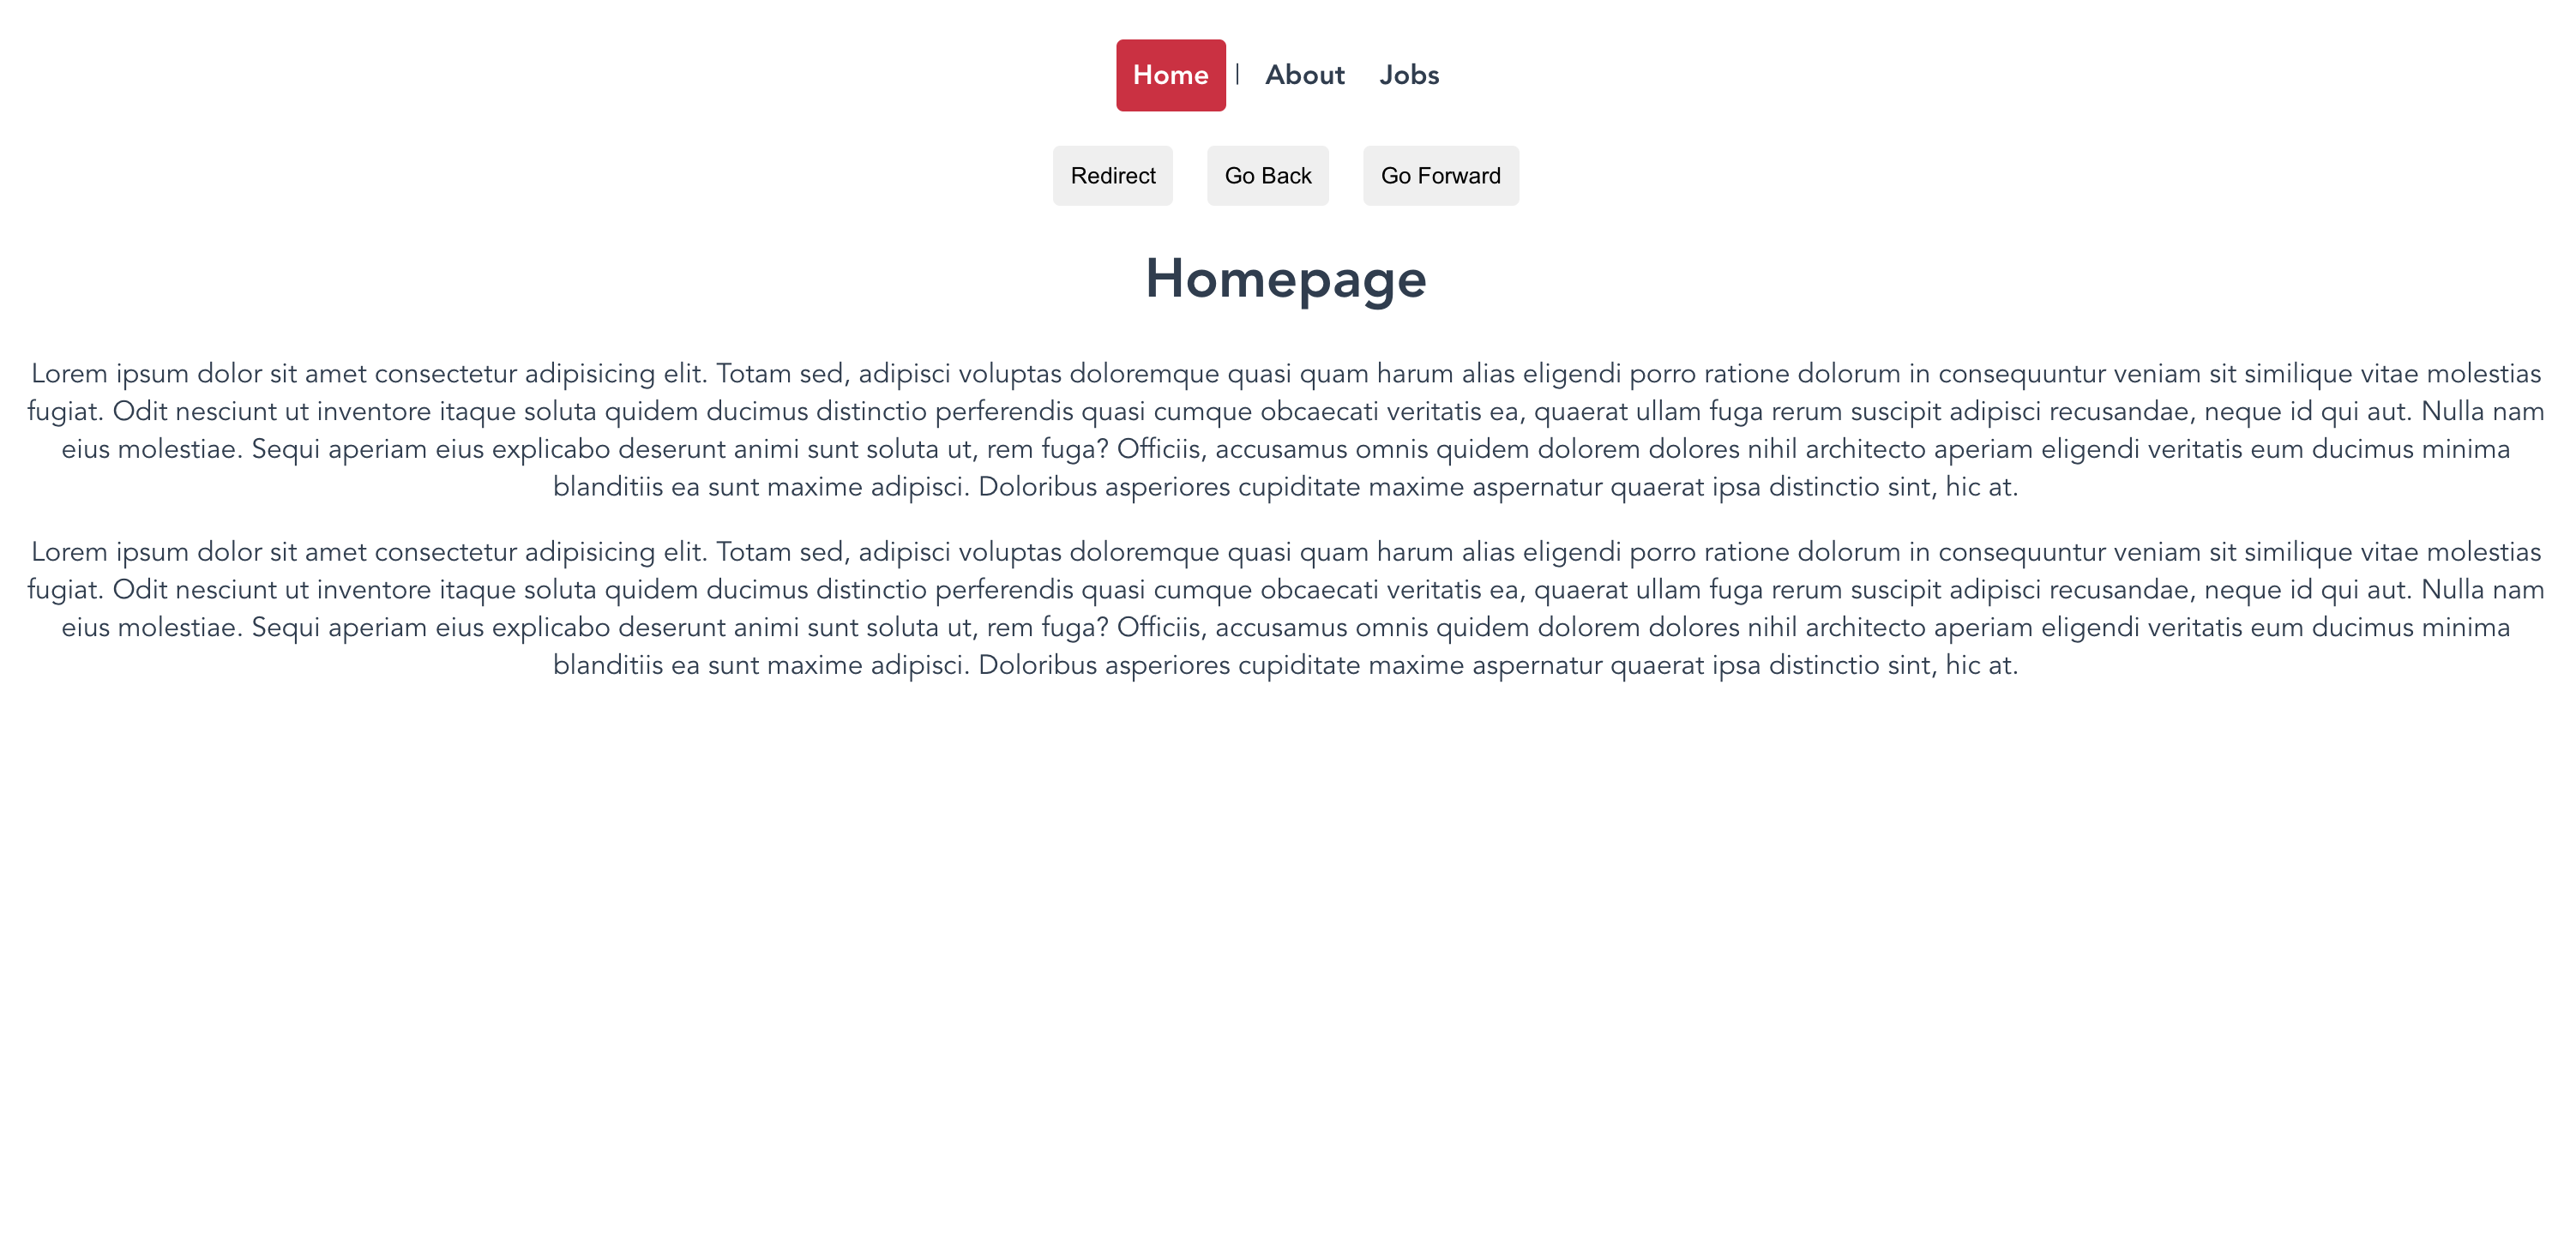 Home | About Jobs
Redirect Go Back Go Forward
Homepage
Lorem ipsum dolor sit amet consectetur adipisicing elit. Totam sed, adipisci voluptas doloremque quasi quam harum alias eligendi porro ratione dolorum in consequuntur veniam sit similique vitae molestias
fugiat. Odit nesciunt ut inventore itaque soluta quidem ducimus distinctio perferendis quasi cumque obcaecati veritatis ea, quaerat ullam fuga rerum suscipit adipisci recusandae, neque id qui aut. Nulla nam
eius molestiae. Sequi aperiam eius explicabo deserunt animi sunt soluta ut, rem fuga? Officiis, accusamus omnis quidem dolorem dolores nihil architecto aperiam eligendi veritatis eum ducimus minima
blanditiis ea sunt maxime adipisci. Doloribus asperiores cupiditate maxime aspernatur quaerat ipsa distinctio sint, hic at.
Lorem ipsum dolor sit amet consectetur adipisicing elit. Totam sed, adipisci voluptas doloremque quasi quam harum alias eligendi porro ratione dolorum in consequuntur veniam sit similique vitae molestias
fugiat. Odit nesciunt ut inventore itaque soluta quidem ducimus distinctio perferendis quasi cumque obcaecati veritatis ea, quaerat ullam fuga rerum suscipit adipisci recusandae, neque id qui aut. Nulla nam
eius molestiae. Sequi aperiam eius explicabo deserunt animi sunt soluta ut, rem fuga? Officiis, accusamus omnis quidem dolorem dolores nihil architecto aperiam eligendi veritatis eum ducimus minima
blanditiis ea sunt maxime adipisci. Doloribus asperiores cupiditate maxime aspernatur quaerat ipsa distinctio sint, hic at.